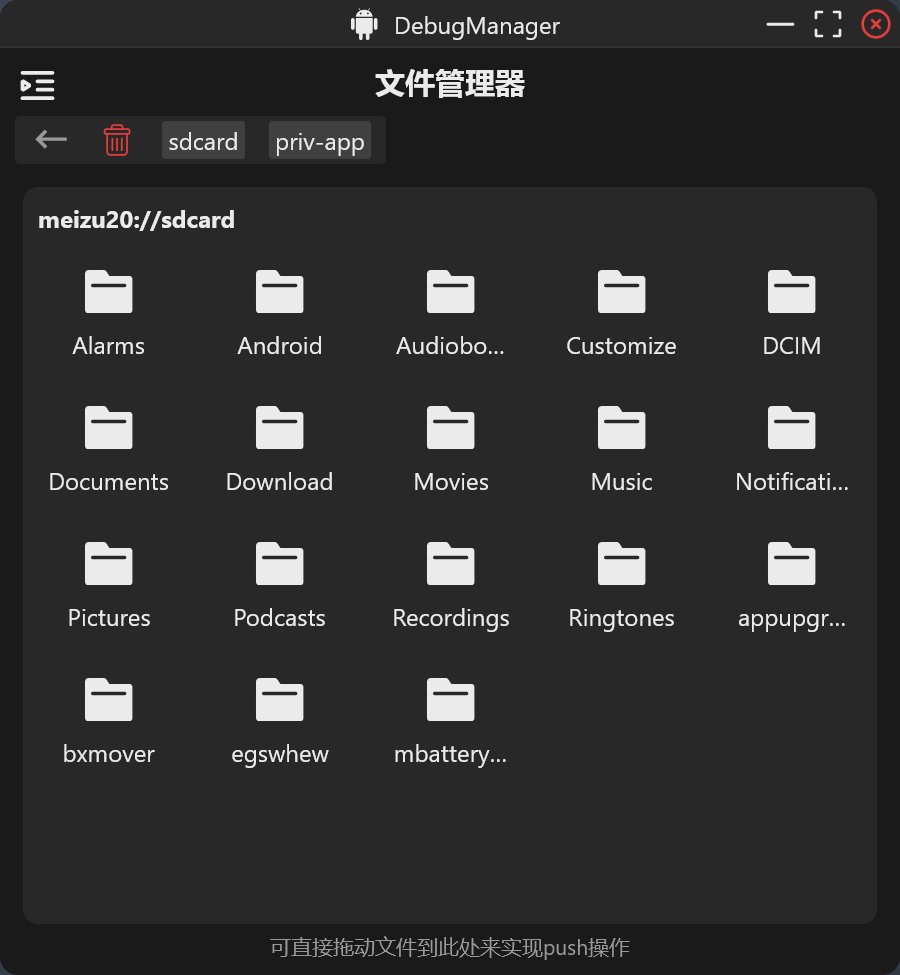 DebugManager
文件管理器
sdcard priv-app
meizu20://sdcard
Alarms Android Audiobo... Customize DCIM
Documents Download Movies Music Notificati...
Pictures Podcasts Recordings Ringtones appupgr...
bxmover egswhew mbattery...
可直接拖动文件到此处来实现push操作